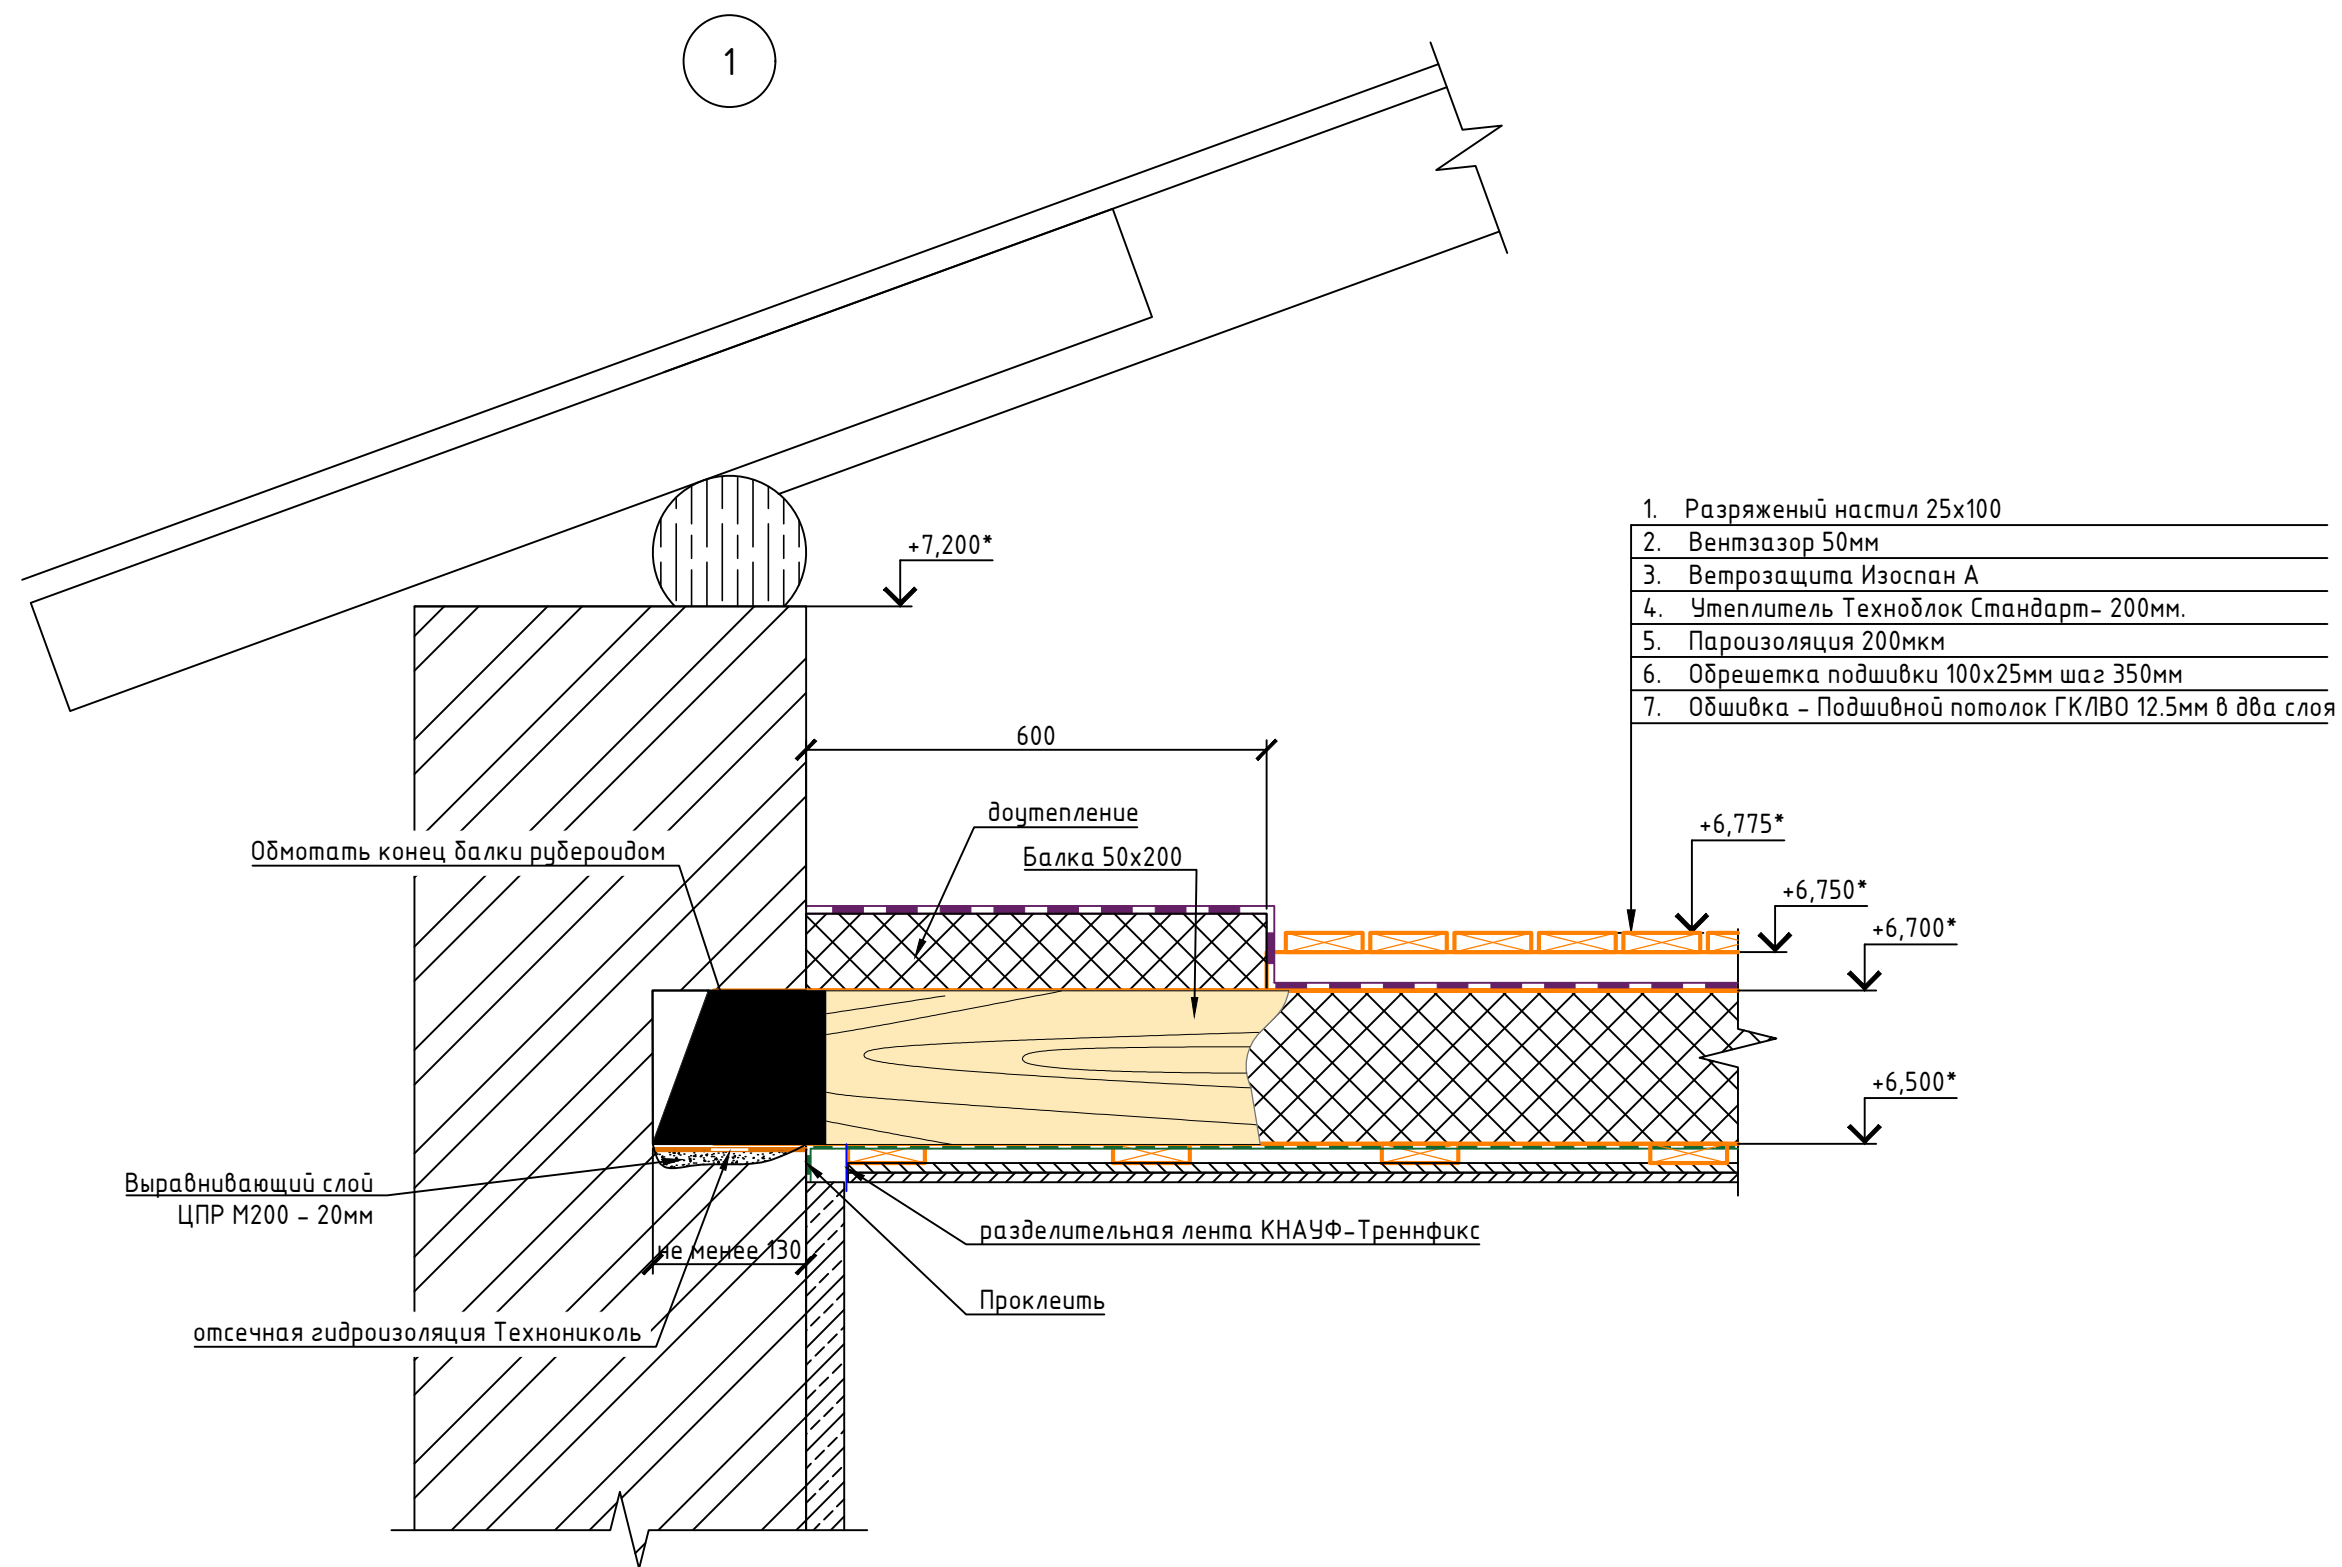 1
1. Разряженый настил 25х100
2. Вентзазор 50мм
3. Ветрозащита Изоспан А
4. Утеплитель Техноблок Стандарт- 200мм.
5. Пароизоляция 200мкм
6. Обрешетка подшивки 100х25мм шаг 350мм
7. Обшивка - Подшивной потолок ГКЛВО 12.5мм в два слоя
+7,200*
600
доутепление
Балка 50х200
Обмотать конец балки рубероидом
+6,775*
+6,750*
+6,700*
+6,500*
Выравнивающий слой
ЦПР М200 - 20мм
не менее 130
разделительная лента КНАУФ-Треннфикс
Проклеить
отсечная гидроизоляция Технониколь